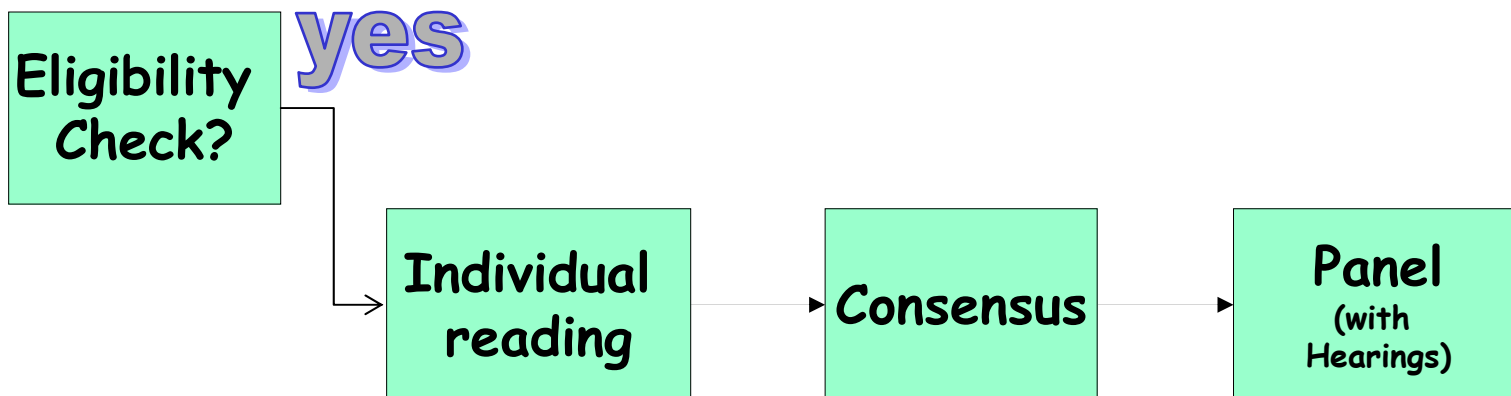 yes
Eligibility
Check?
Individual
reading
Consensus
Panel
(with
Hearings)